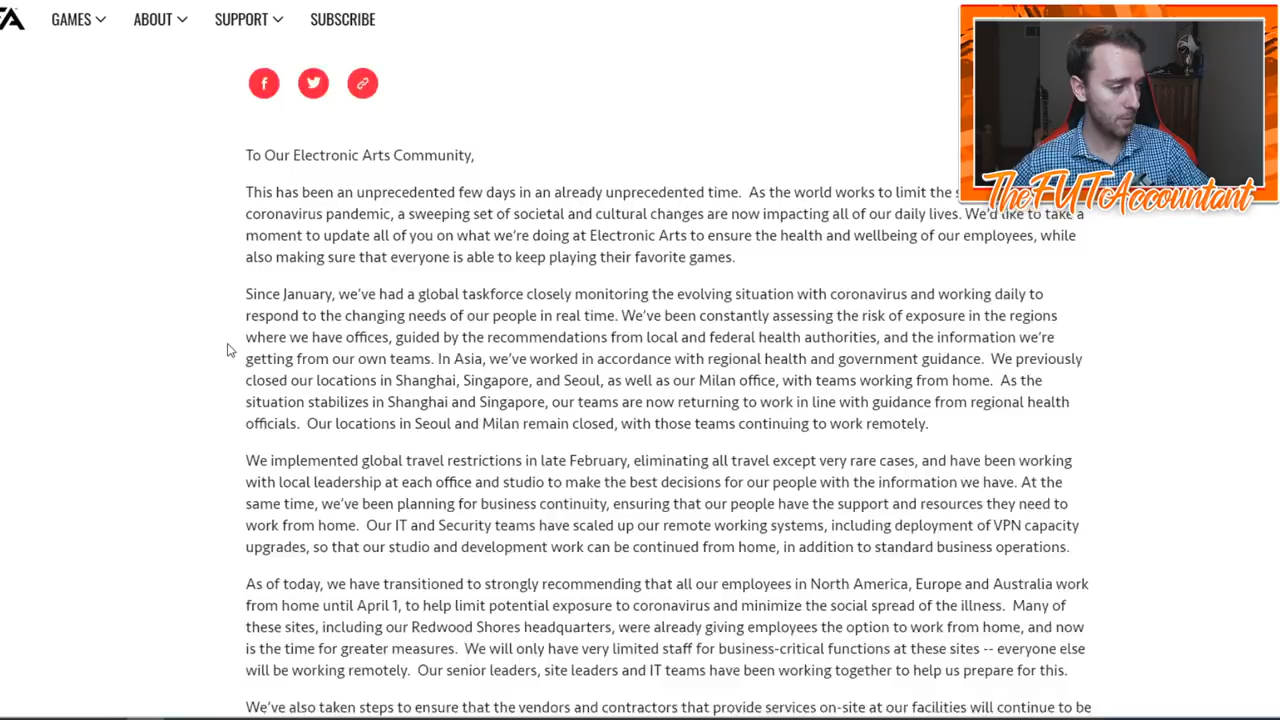 GAMES ABOUT SUPPORT SUBSCRIBE
TheFUTAccountant
To Our Electronic Arts Community,
This has been an unprecedented few days in an already unprecedented time. As the world works to limit the
coronavirus pandemic, a sweeping set of societal and cultural changes are now impacting all of our daily lives. We'd like to take a
moment to update all of you on what we're doing at Electronic Arts to ensure the health and wellbeing of our employees, while
also making sure that everyone is able to keep playing their favorite games.
Since January, we've had a global taskforce closely monitoring the evolving situation with coronavirus and working daily to
respond to the changing needs of our people in real time. We've been constantly assessing the risk of exposure in the regions
where we have offices, guided by the recommendations from local and federal health authorities, and the information we're
getting from our own teams. In Asia, we've worked in accordance with regional health and government guidance. We previously
closed our locations in Shanghai, Singapore, and Seoul, as well as our Milan office, with teams working from home. As the
situation stabilizes in Shanghai and Singapore, our teams are now returning to work in line with guidance from regional health
officials. Our locations in Seoul and Milan remain closed, with those teams continuing to work remotely.
We implemented global travel restrictions in late February, eliminating all travel except very rare cases, and have been working
with local leadership at each office and studio to make the best decisions for our people with the information we have. At the
same time, we've been planning for business continuity, ensuring that our people have the support and resources they need to
work from home. Our IT and Security teams have scaled up our remote working systems, including deployment of VPN capacity
upgrades, so that our studio and development work can be continued from home, in addition to standard business operations.
As of today, we have transitioned to strongly recommending that all our employees in North America, Europe and Australia work
from home until April 1, to help limit potential exposure to coronavirus and minimize the social spread of the illness. Many of
these sites, including our Redwood Shores headquarters, were already giving employees the option to work from home, and now
is the time for greater measures. We will only have very limited staff for business-critical functions at these sites -- everyone else
will be working remotely. Our senior leaders, site leaders and IT teams have been working together to help us prepare for this.
We've also taken steps to ensure that the vendors and contractors that provide services on-site at our facilities will continue to be